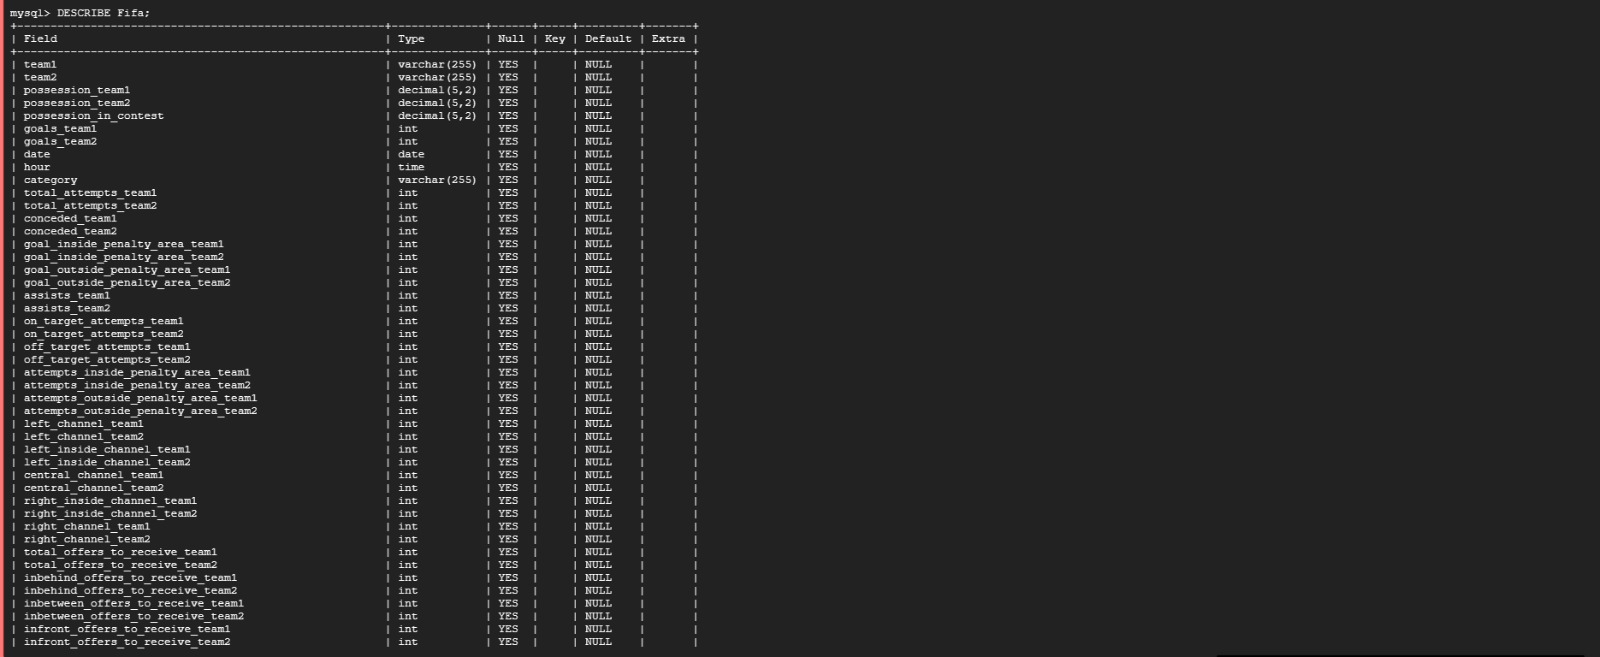 mysql> DESCRIBE Fifa;
+-------------------------------------------------------+--------------+------+-----+---------+-------+
| Field                                                 | Type         | Null | Key | Default | Extra |
+-------------------------------------------------------+--------------+------+-----+---------+-------+
| team1                                                 | varchar(255) | YES  |     | NULL    |       |
| team2                                                 | varchar(255) | YES  |     | NULL    |       |
| possession_team1                                      | decimal(5,2) | YES  |     | NULL    |       |
| possession_team2                                      | decimal(5,2) | YES  |     | NULL    |       |
| possession_in_contest                                 | decimal(5,2) | YES  |     | NULL    |       |
| goals_team1                                           | int          | YES  |     | NULL    |       |
| goals_team2                                           | int          | YES  |     | NULL    |       |
| date                                                  | date         | YES  |     | NULL    |       |
| hour                                                  | time         | YES  |     | NULL    |       |
| category                                              | varchar(255) | YES  |     | NULL    |       |
| total_attempts_team1                                  | int          | YES  |     | NULL    |       |
| total_attempts_team2                                  | int          | YES  |     | NULL    |       |
| conceded_team1                                        | int          | YES  |     | NULL    |       |
| conceded_team2                                        | int          | YES  |     | NULL    |       |
| goal_inside_penalty_area_team1                        | int          | YES  |     | NULL    |       |
| goal_inside_penalty_area_team2                        | int          | YES  |     | NULL    |       |
| goal_outside_penalty_area_team1                       | int          | YES  |     | NULL    |       |
| goal_outside_penalty_area_team2                       | int          | YES  |     | NULL    |       |
| assists_team1                                         | int          | YES  |     | NULL    |       |
| assists_team2                                         | int          | YES  |     | NULL    |       |
| on_target_attempts_team1                              | int          | YES  |     | NULL    |       |
| on_target_attempts_team2                              | int          | YES  |     | NULL    |       |
| off_target_attempts_team1                             | int          | YES  |     | NULL    |       |
| off_target_attempts_team2                             | int          | YES  |     | NULL    |       |
| attempts_inside_penalty_area_team1                    | int          | YES  |     | NULL    |       |
| attempts_inside_penalty_area_team2                    | int          | YES  |     | NULL    |       |
| attempts_outside_penalty_area_team1                   | int          | YES  |     | NULL    |       |
| attempts_outside_penalty_area_team2                   | int          | YES  |     | NULL    |       |
| left_channel_team1                                    | int          | YES  |     | NULL    |       |
| left_channel_team2                                    | int          | YES  |     | NULL    |       |
| left_inside_channel_team1                             | int          | YES  |     | NULL    |       |
| left_inside_channel_team2                             | int          | YES  |     | NULL    |       |
| central_channel_team1                                 | int          | YES  |     | NULL    |       |
| central_channel_team2                                 | int          | YES  |     | NULL    |       |
| right_inside_channel_team1                            | int          | YES  |     | NULL    |       |
| right_inside_channel_team2                            | int          | YES  |     | NULL    |       |
| right_channel_team1                                   | int          | YES  |     | NULL    |       |
| right_channel_team2                                   | int          | YES  |     | NULL    |       |
| total_offers_to_receive_team1                         | int          | YES  |     | NULL    |       |
| total_offers_to_receive_team2                         | int          | YES  |     | NULL    |       |
| inbehind_offers_to_receive_team1                      | int          | YES  |     | NULL    |       |
| inbehind_offers_to_receive_team2                      | int          | YES  |     | NULL    |       |
| inbetween_offers_to_receive_team1                     | int          | YES  |     | NULL    |       |
| inbetween_offers_to_receive_team2                     | int          | YES  |     | NULL    |       |
| infront_offers_to_receive_team1                       | int          | YES  |     | NULL    |       |
| infront_offers_to_receive_team2                       | int          | YES  |     | NULL    |       |